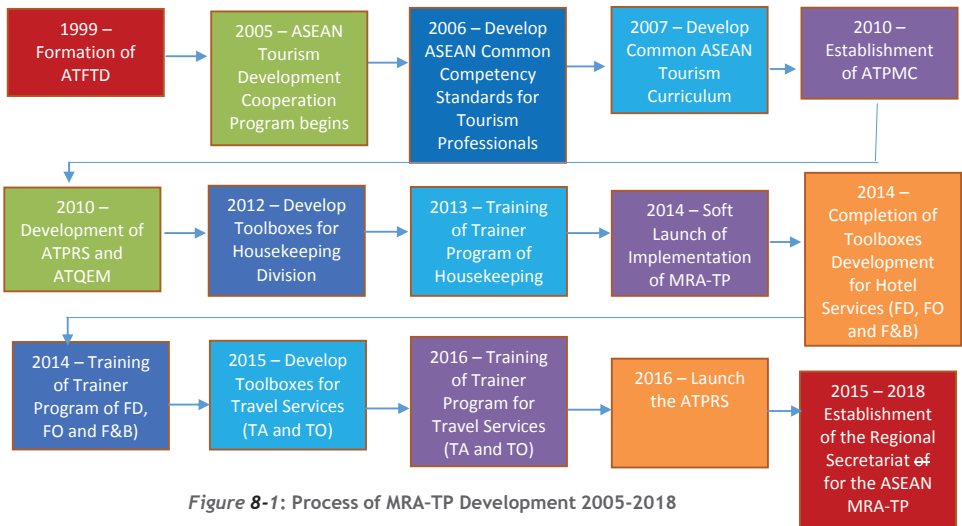 1999 –
Formation of
ATFTD
2005 – ASEAN
Tourism
Development
Cooperation
Program begins
2006 – Develop
ASEAN Common
Competency
Standards for
Tourism
Professionals
2007 – Develop
Common ASEAN
Tourism
Curriculum
2010 –
Establishment
of ATPMC
2010 –
Development of
ATPRS and
ATQEM
2012 – Develop
Toolboxes for
Housekeeping
Division
2013 – Training
of Trainer
Program of
Housekeeping
2014 – Soft
Launch of
Implementation
of MRA-TP
2014 –
Completion of
Toolboxes
Development
for Hotel
Services (FD, FO
and F&B)
2014 – Training
of Trainer
Program of FD,
FO and F&B)
2015 – Develop
Toolboxes for
Travel Services
(TA and TO)
2016 – Training
of Trainer
Program for
Travel Services
(TA and TO)
2016 – Launch
the ATPRS
2015 – 2018
Establishment
of the Regional
Secretariat of
for the ASEAN
MRA-TP
Figure 8-1: Process of MRA-TP Development 2005-2018